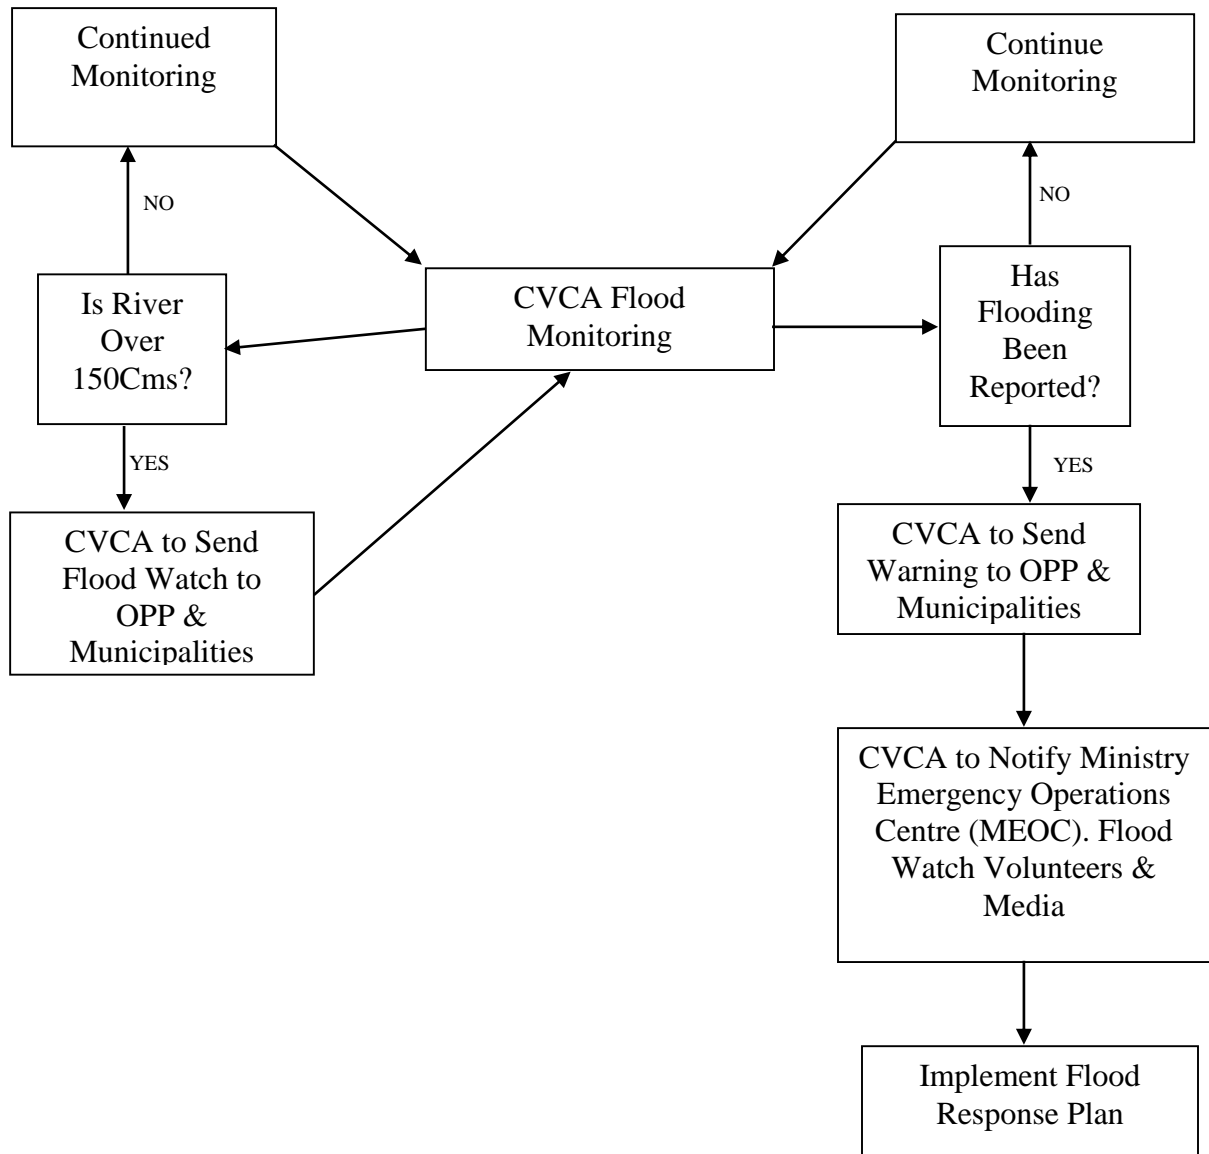 Continued
Monitoring
Continue
Monitoring
NO
NO
Is River
Over
150Cms?
CVCA Flood
Monitoring
Has
Flooding
Been
Reported?
YES
YES
CVCA to Send
Flood Watch to
OPP &
Municipalities
CVCA to Send
Warning to OPP &
Municipalities
CVCA to Notify Ministry
Emergency Operations
Centre (MEOC). Flood
Watch Volunteers &
Media
Implement Flood
Response Plan